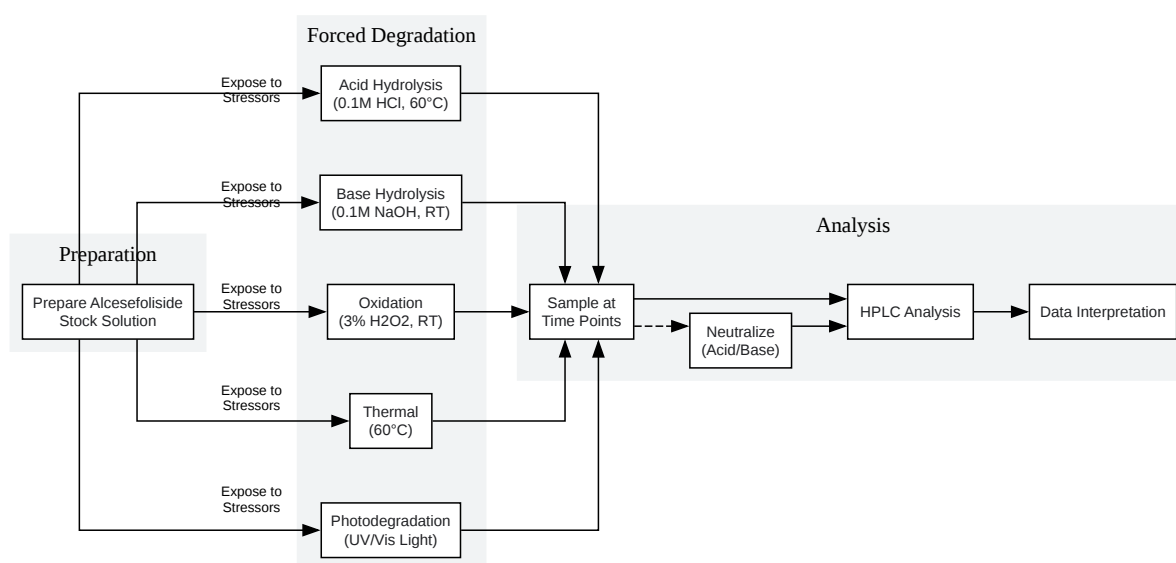 Forced Degradation
Expose to
Stressors
Acid Hydrolysis
(0.1M HCl, 60°C)
Expose to
Stressors
Base Hydrolysis
(0.1M NaOH, RT)
Analysis
Preparation
Prepare Alcesefoliside
Stock Solution
Expose to
Stressors
Oxidation
(3% H2O2, RT)
Sample at
Time Points
Neutralize
(Acid/Base)
HPLC Analysis
Data Interpretation
Expose to
Stressors
Thermal
(60°C)
Expose to
Stressors
Photodegradation
(UV/Vis Light)